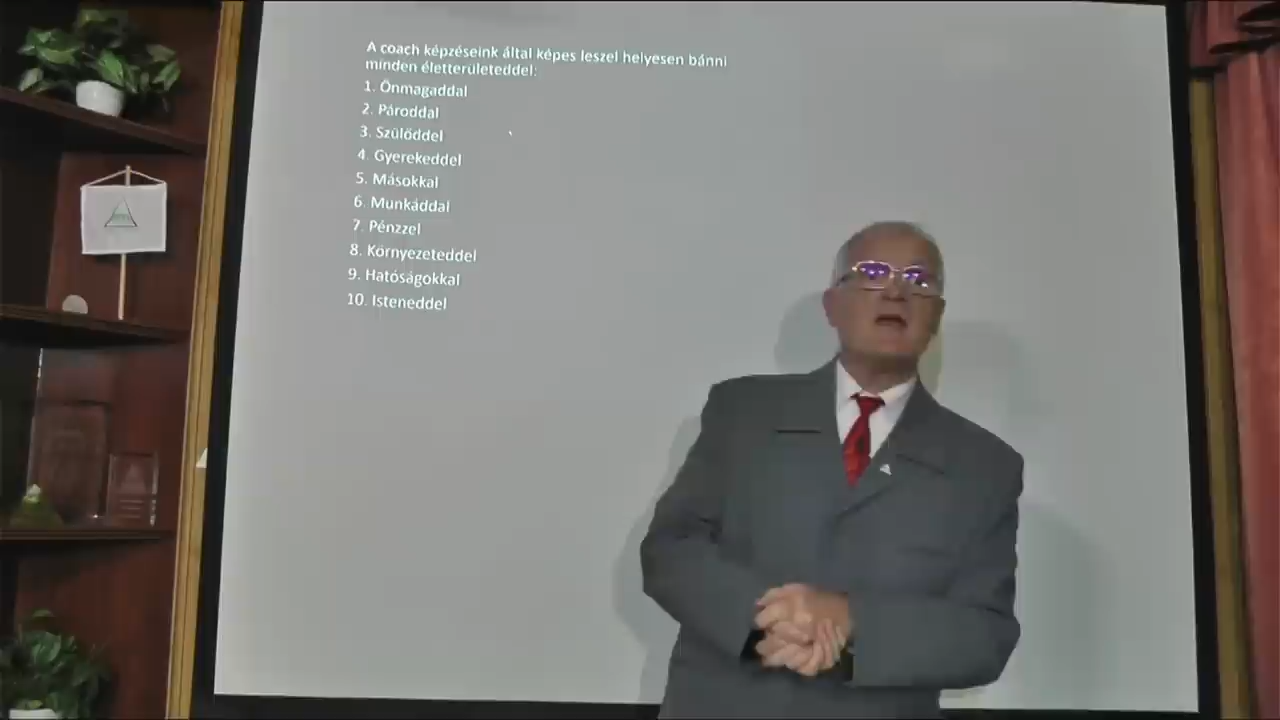 A coach képzéseink által képes leszel helyesen bánni
minden életterületeddel:
1. Önmagaddal
2. Pároddal
3. Szülőddel
4. Gyerekeddel
5. Másokkal
6. Munkáddal
7. Pénzzel
8. Környezeteddel
9. Hatóságokkal
10. Isteneddel